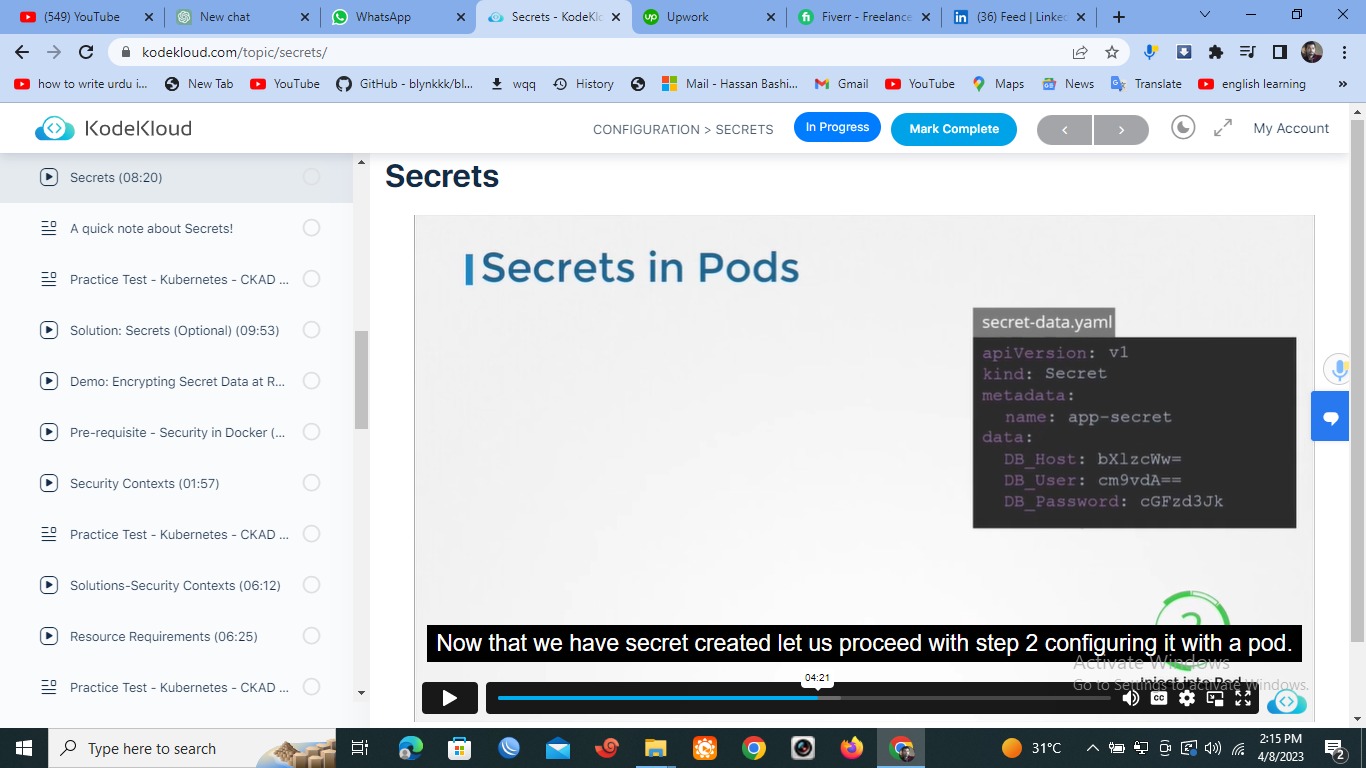 (549) YouTube
New chat
WhatsApp
Secrets - KodeKlo
Upwork
Fiverr - Freelance
(36) Feed | Linked
kodekloud.com/topic/secrets/
how to write urdu i...
New Tab
YouTube
GitHub - blynkkk/bl...
wqq
History
Mail - Hassan Bashi...
Gmail
YouTube
Maps
News
Translate
english learning
»
KodeKloud
CONFIGURATION > SECRETS
In Progress
Mark Complete
My Account
Secrets (08:20)
A quick note about Secrets!
Practice Test - Kubernetes - CKAD ...
Solution: Secrets (Optional) (09:53)
Demo: Encrypting Secret Data at R...
Pre-requisite - Security in Docker (...
Security Contexts (01:57)
Practice Test - Kubernetes - CKAD ...
Solutions-Security Contexts (06:12)
Resource Requirements (06:25)
Practice Test - Kubernetes - CKAD ...
Secrets
Secrets in Pods
secret-data.yaml
apiVersion: v1
kind: Secret
metadata:
name: app-secret
data:
DB_Host: bXlzcWw=
DB_User: cm9vdA==
DB_Password: cGFzd3Jk
Now that we have secret created let us proceed with step 2 configuring it with a pod.
Activate Windows
Go to Settings to activate Windows.
Inject into Pod
04:21
CC
Type here to search
31°C
2:15 PM
4/8/2023
2